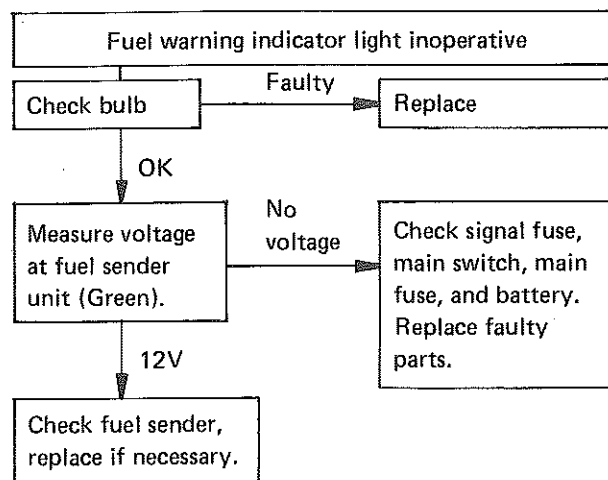 Fuel warning indicator light inoperative
Check bulb
Faulty
Replace
OK
Measure voltage
at fuel sender
unit (Green).
No
voltage
Check signal fuse,
main switch, main
fuse, and battery.
Replace faulty
parts.
12V
Check fuel sender,
replace if necessary.